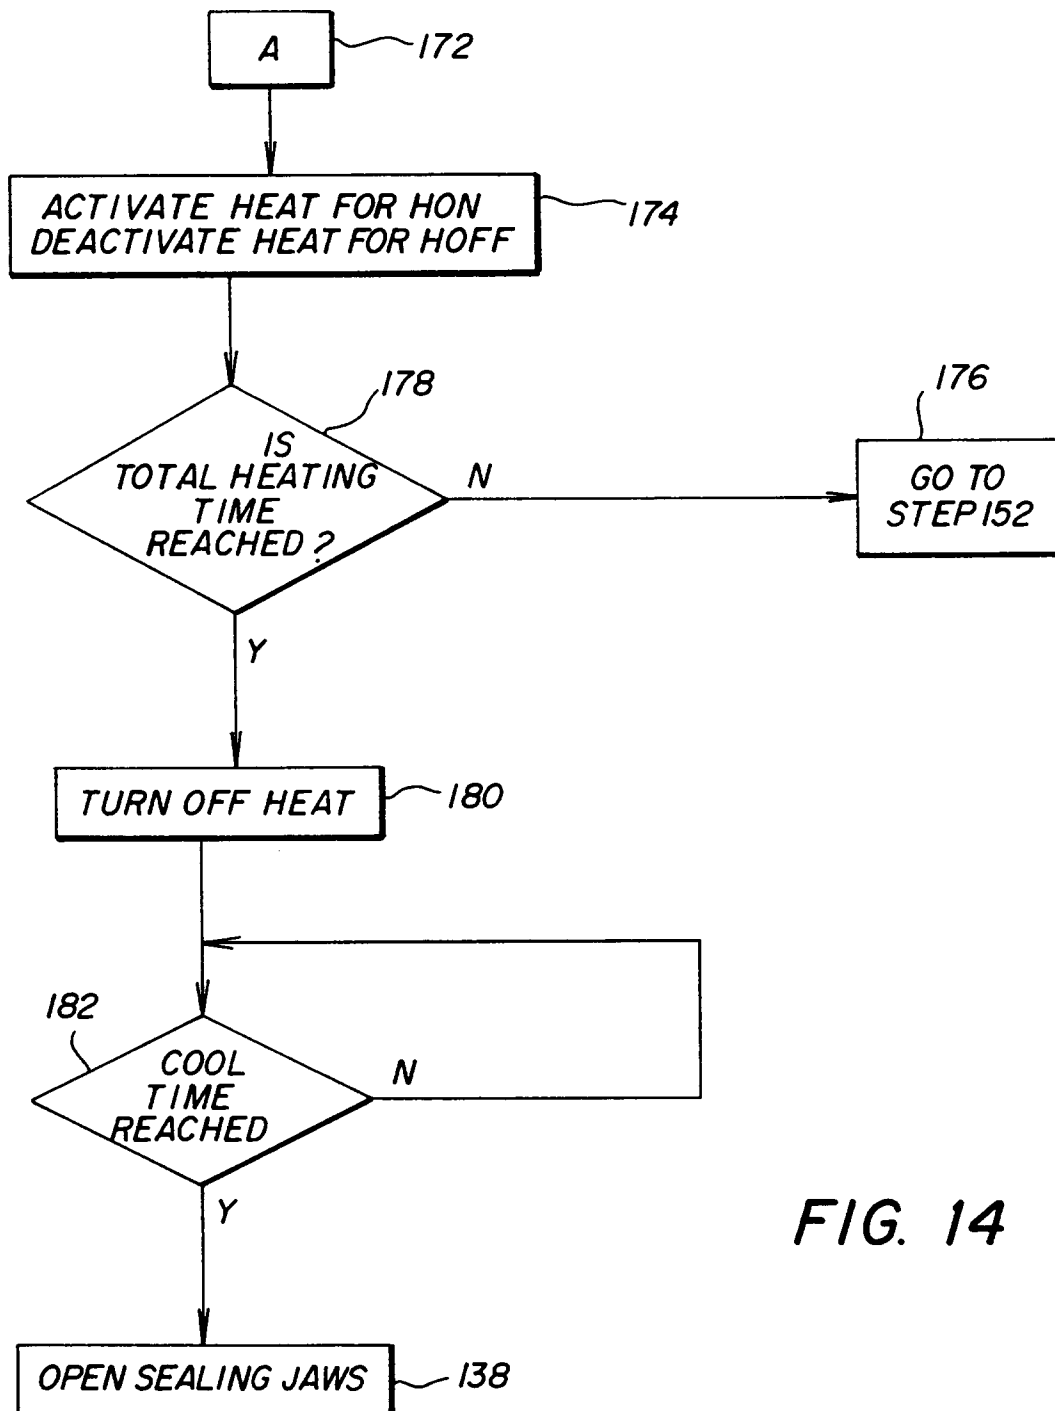 A
172
ACTIVATE HEAT FOR HON
DEACTIVATE HEAT FOR HOFF
174
178
IS
TOTAL HEATING
TIME
REACHED?
N
176
GO TO
STEP 152
Y
TURN OFF HEAT
180
182
COOL
TIME
REACHED
N
Y
FIG. 14
OPEN SEALING JAWS
138